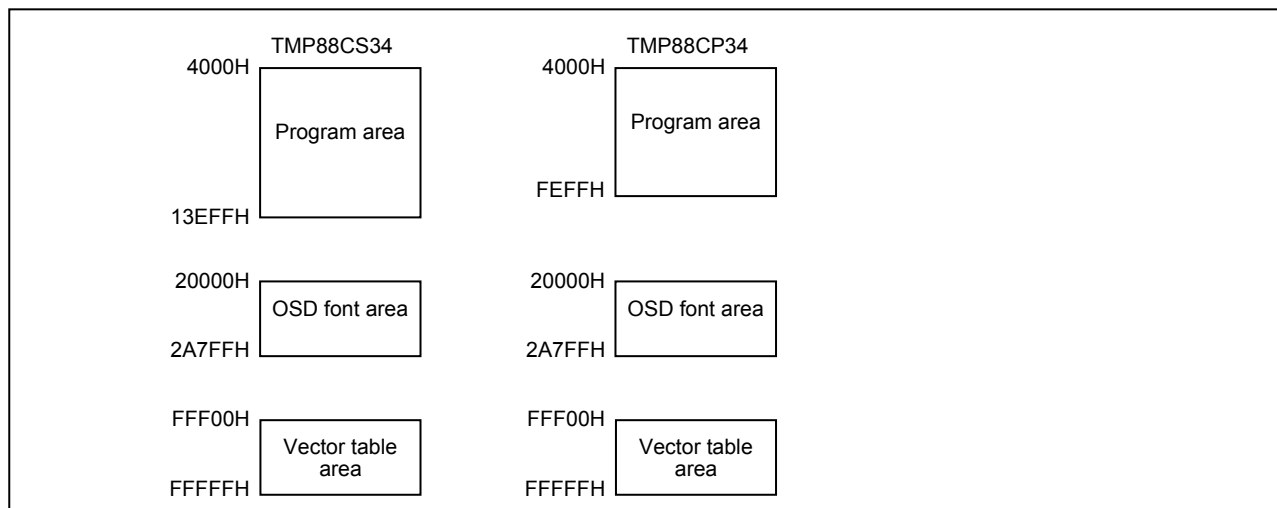 TMP88CS34
4000H
Program area
13EFFH
20000H
OSD font area
2A7FFH
FFF00H
Vector table
area
FFFFFH
TMP88CP34
4000H
Program area
FEFFH
20000H
OSD font area
2A7FFH
FFF00H
Vector table
area
FFFFFH